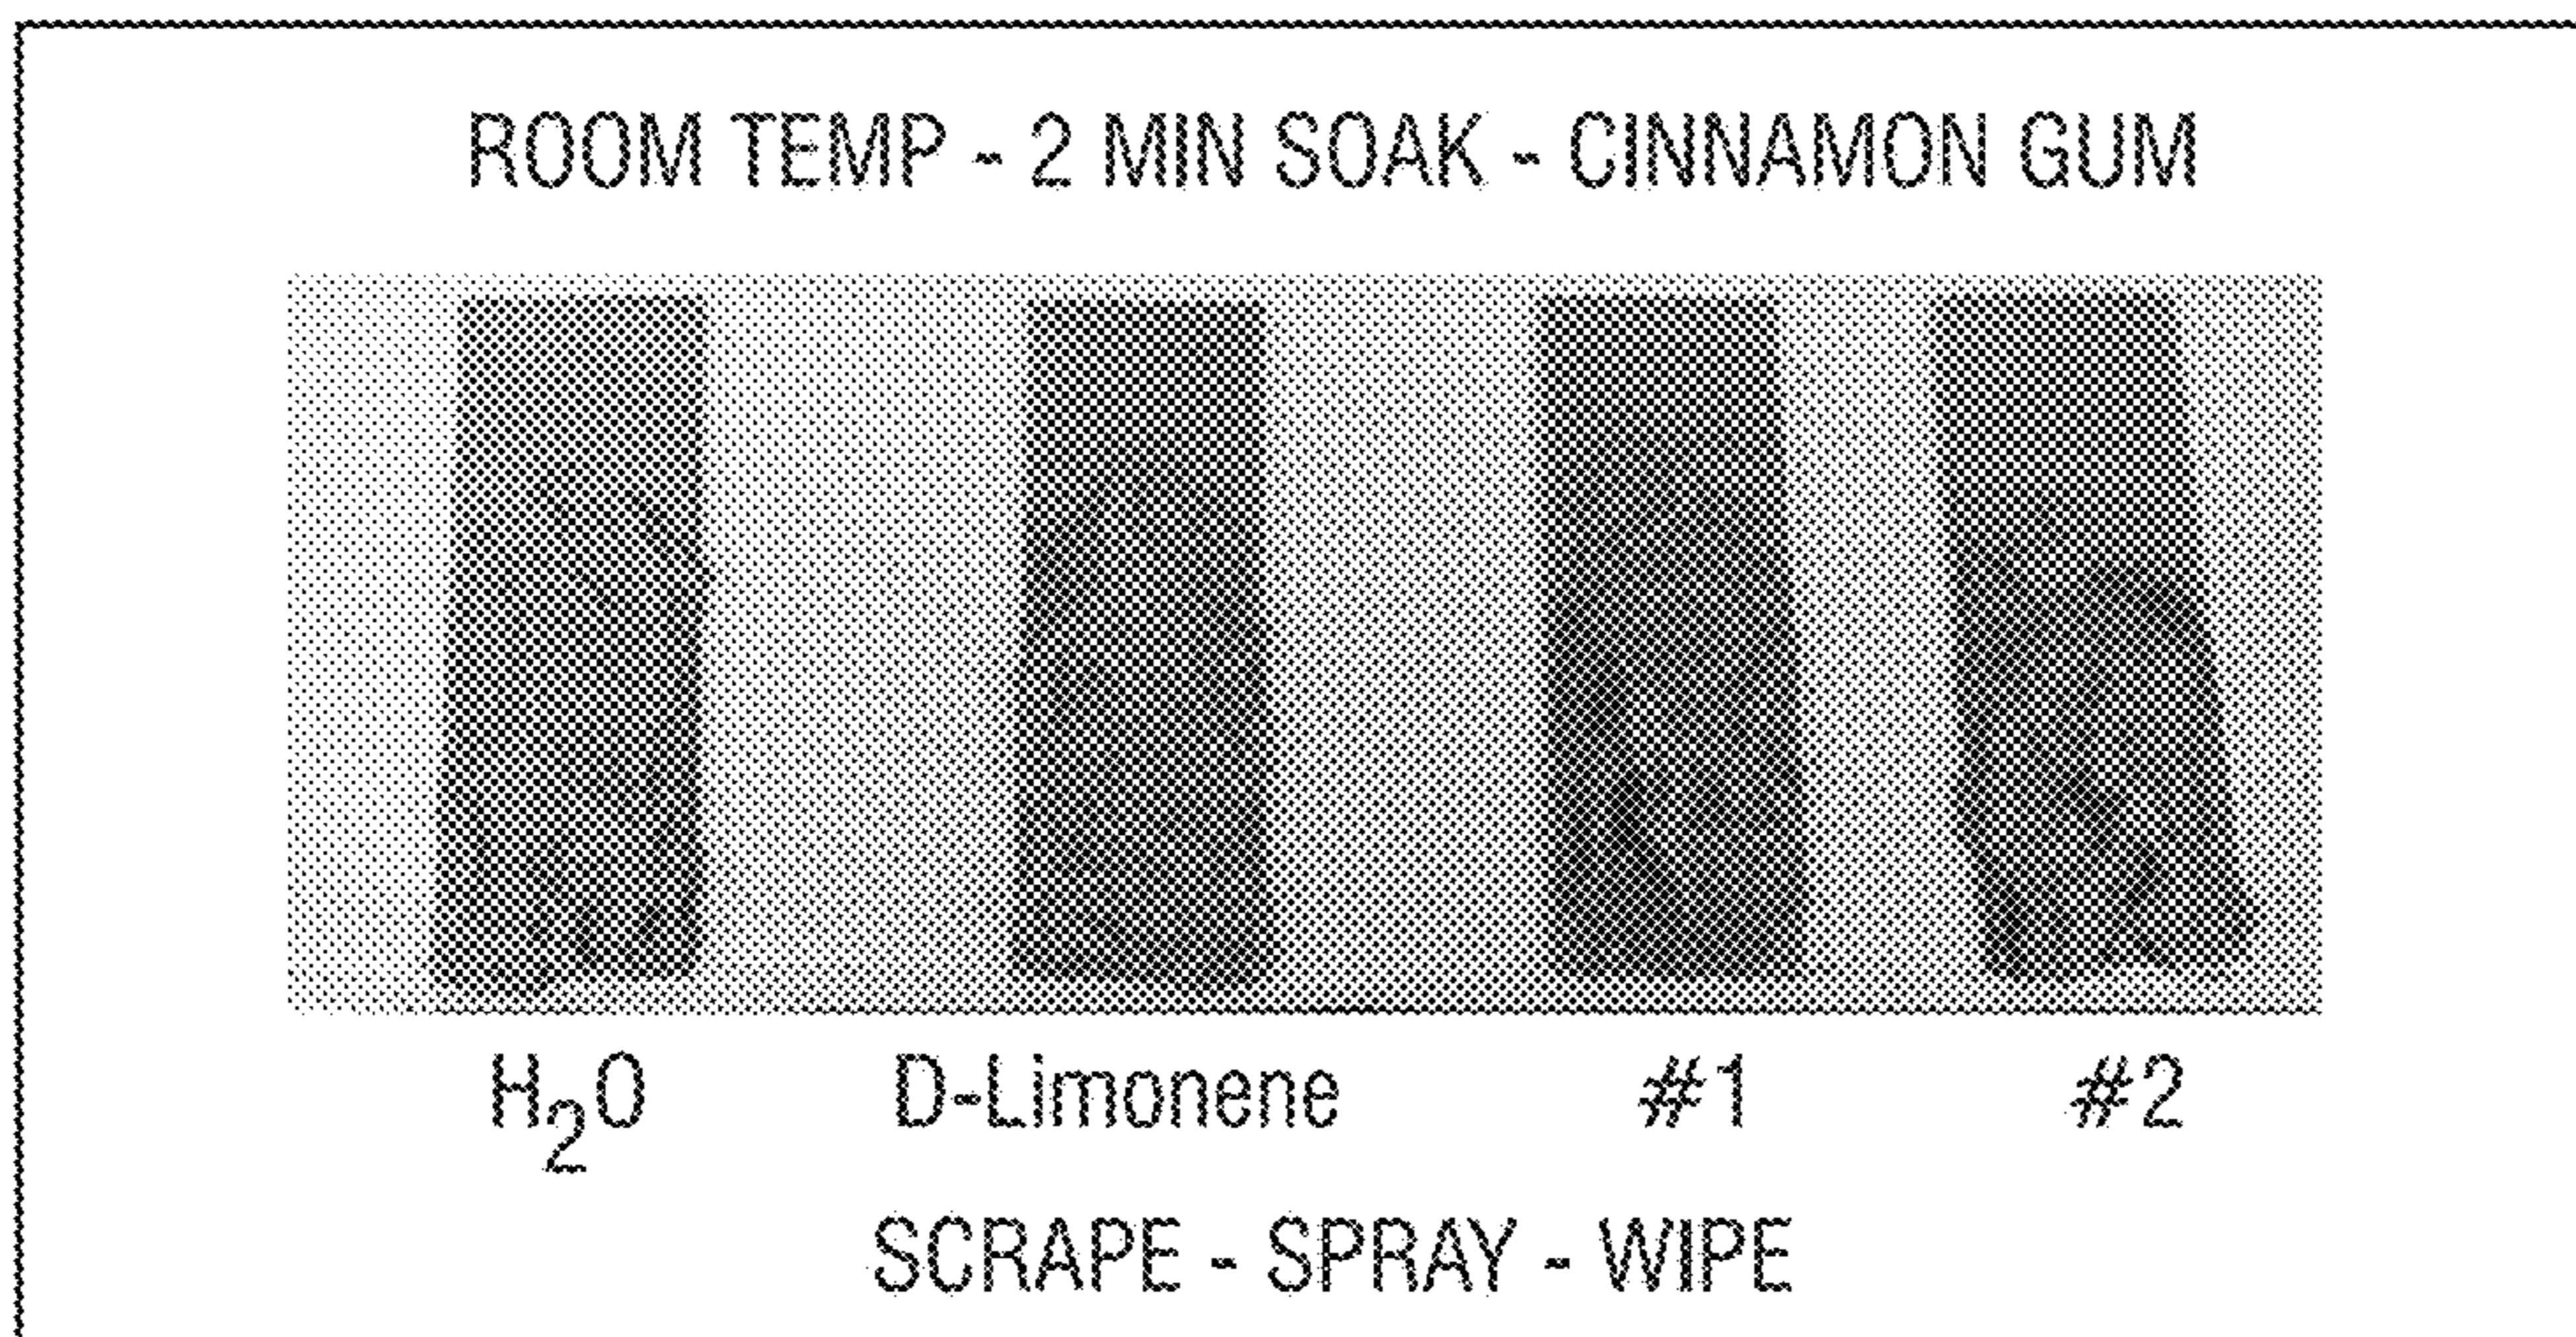 ROOM TEMP - 2 MIN SOAK - CINNAMON GUM
H₂O D-Limonene #1 #2
SCRAPE - SPRAY - WIPE